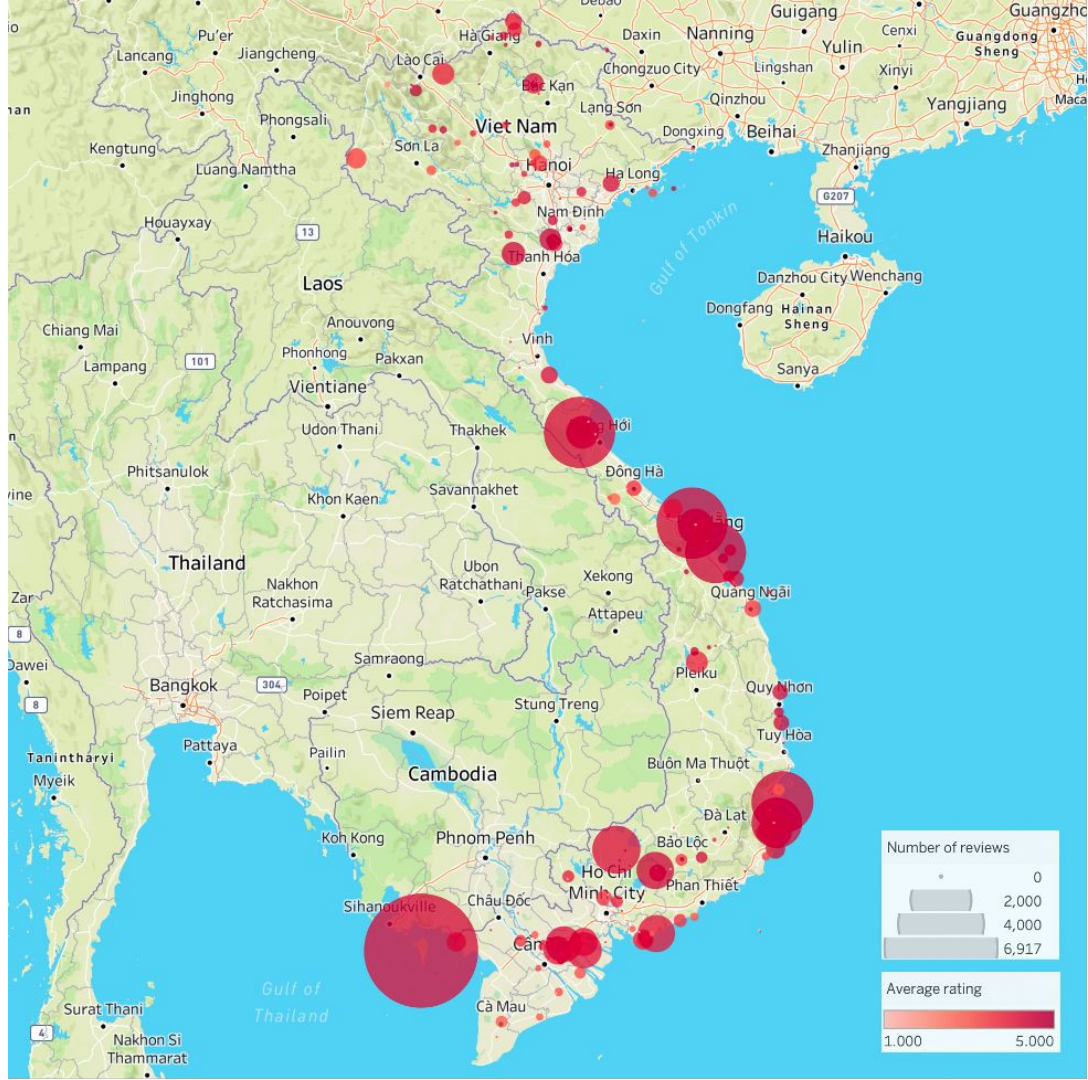 Debao
Guigang
Guangzho
Pu'er
Hà Giang
Daxin
Nanning
Cenxi
Lancang
Jiangcheng
Yulin
Guangdong
Sheng
Lào Cai
Chongzuo City
Lingshan
Xinyi
Jinghong
Bắc Kạn
Qinzhou
Yangjiang
Maca
Phongsali
Lạng Sơn
Viet Nam
Dongxing
Beihai
Kengtung
Sơn La
Zhanjiang
Luang Namtha
Hanoi
Hạ Long
G207
Houayxay
Nam Định
13
Gulf of Tonkin
Haikou
Thanh Hóa
Laos
Danzhou City
Wenchang
Dongfang
Hainan
Sheng
Chiang Mai
Anouvong
Vinh
101
Phonhong
Pakxan
Lampang
Sanya
Vientiane
Udon Thani
Thakhek
g Hới
Phitsanulok
Đông Hà
Khon Kaen
Savannakhet
ẵng
Thailand
Ubon
Ratchathani
Xekong
Nakhon
Ratchasima
Pakse
Quảng Ngãi
Zar
Attapeu
8
Dawei
Samraong
Pleiku
Bangkok
304
Poipet
Stung Treng
Quy Nhơn
8
Siem Reap
Pattaya
Tuy Hòa
Tanintharyi
Pailin
Buôn Ma Thuột
Myeik
Cambodia
Đà Lạt
Koh Kong
Phnom Penh
Bảo Lộc
Ho Chi
Minh City
Phan Thiết
Sihanoukville
Châu Đốc
Cần
Gulf of
Thailand
Cà Mau
Surat Thani
4
Nakhon Si
Thammarat
Number of reviews
0
2,000
4,000
6,917
Average rating
1.000
5.000